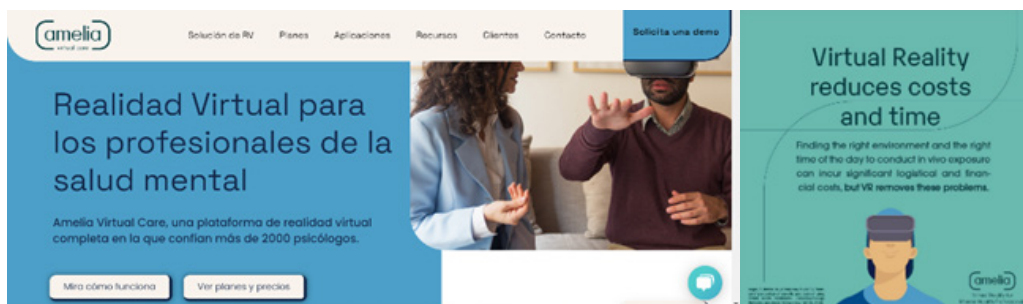 amelia
virtual care
Solución de RV
Planes
Aplicaciones
Recursos
Clientes
Contacto
Solicita una demo
Realidad Virtual para
los profesionales de la
salud mental
Amelia Virtual Care, una plataforma de realidad virtual
completa en la que confían más de 2000 psicólogos.
Mira cómo funciona
Ver planes y precios
Virtual Reality
reduces costs
and time
Finding the right environment and the right
time of the day to conduct in vivo exposure
can incur significant logistical and finan-
cial costs, but VR removes these problems.
amelia